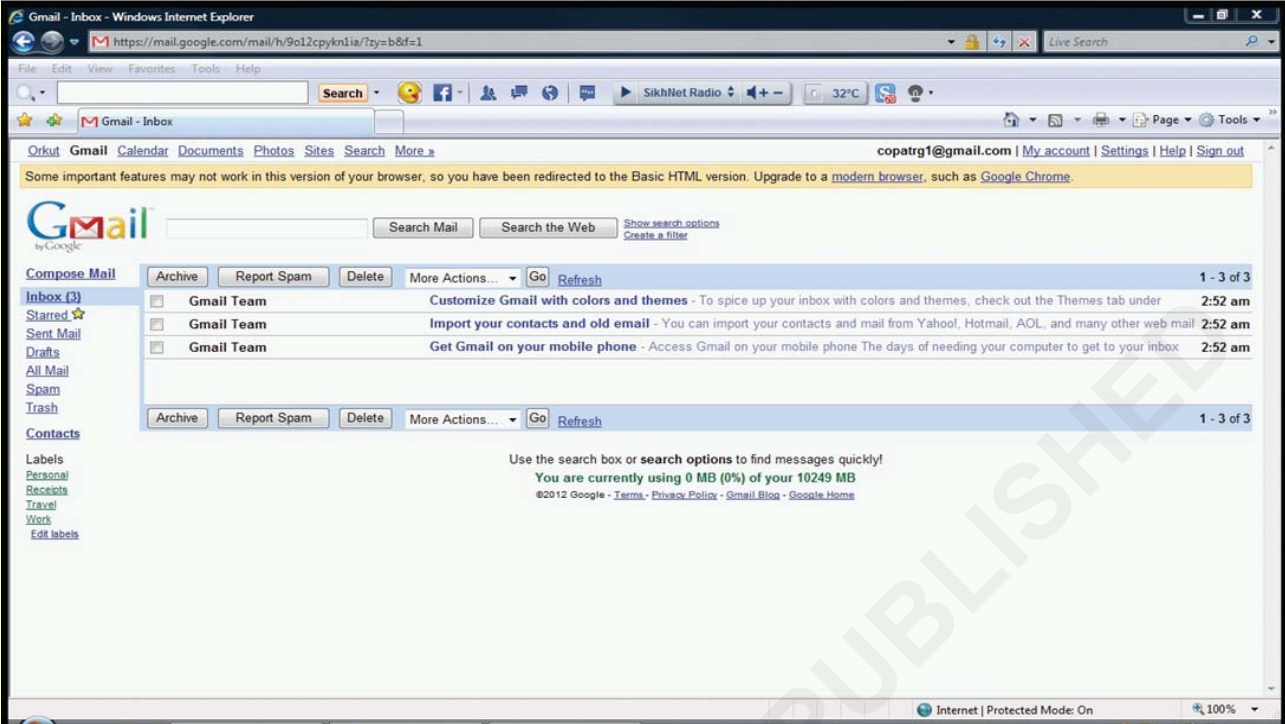 Gmail - Inbox - Windows Internet Explorer
https://mail.google.com/mail/h/9o12cpykn1ia/?zy=b&f=1
Live Search
File Edit View Favorites Tools Help
Search SikhNet Radio 32°C
Gmail - Inbox Page Tools
Orkut Gmail Calendar Documents Photos Sites Search More » copatrg1@gmail.com | My account | Settings | Help | Sign out
Some important features may not work in this version of your browser, so you have been redirected to the Basic HTML version. Upgrade to a modern browser, such as Google Chrome.
Gmail
by Google
Search Mail Search the Web Show search options
Create a filter
Compose Mail
Archive Report Spam Delete More Actions... Go Refresh 1 - 3 of 3
Inbox (3)
Gmail Team Customize Gmail with colors and themes - To spice up your inbox with colors and themes, check out the Themes tab under 2:52 am
Starred
Gmail Team Import your contacts and old email - You can import your contacts and mail from Yahoo!, Hotmail, AOL, and many other web mail 2:52 am
Sent Mail
Gmail Team Get Gmail on your mobile phone - Access Gmail on your mobile phone The days of needing your computer to get to your inbox 2:52 am
Drafts
All Mail
Spam
Trash
Archive Report Spam Delete More Actions... Go Refresh 1 - 3 of 3
Contacts
Labels
Personal
Receipts
Travel
Work
Edit labels
Use the search box or search options to find messages quickly!
You are currently using 0 MB (0%) of your 10249 MB
©2012 Google - Terms - Privacy Policy - Gmail Blog - Google Home
PUBLISHED
Internet | Protected Mode: On 100%